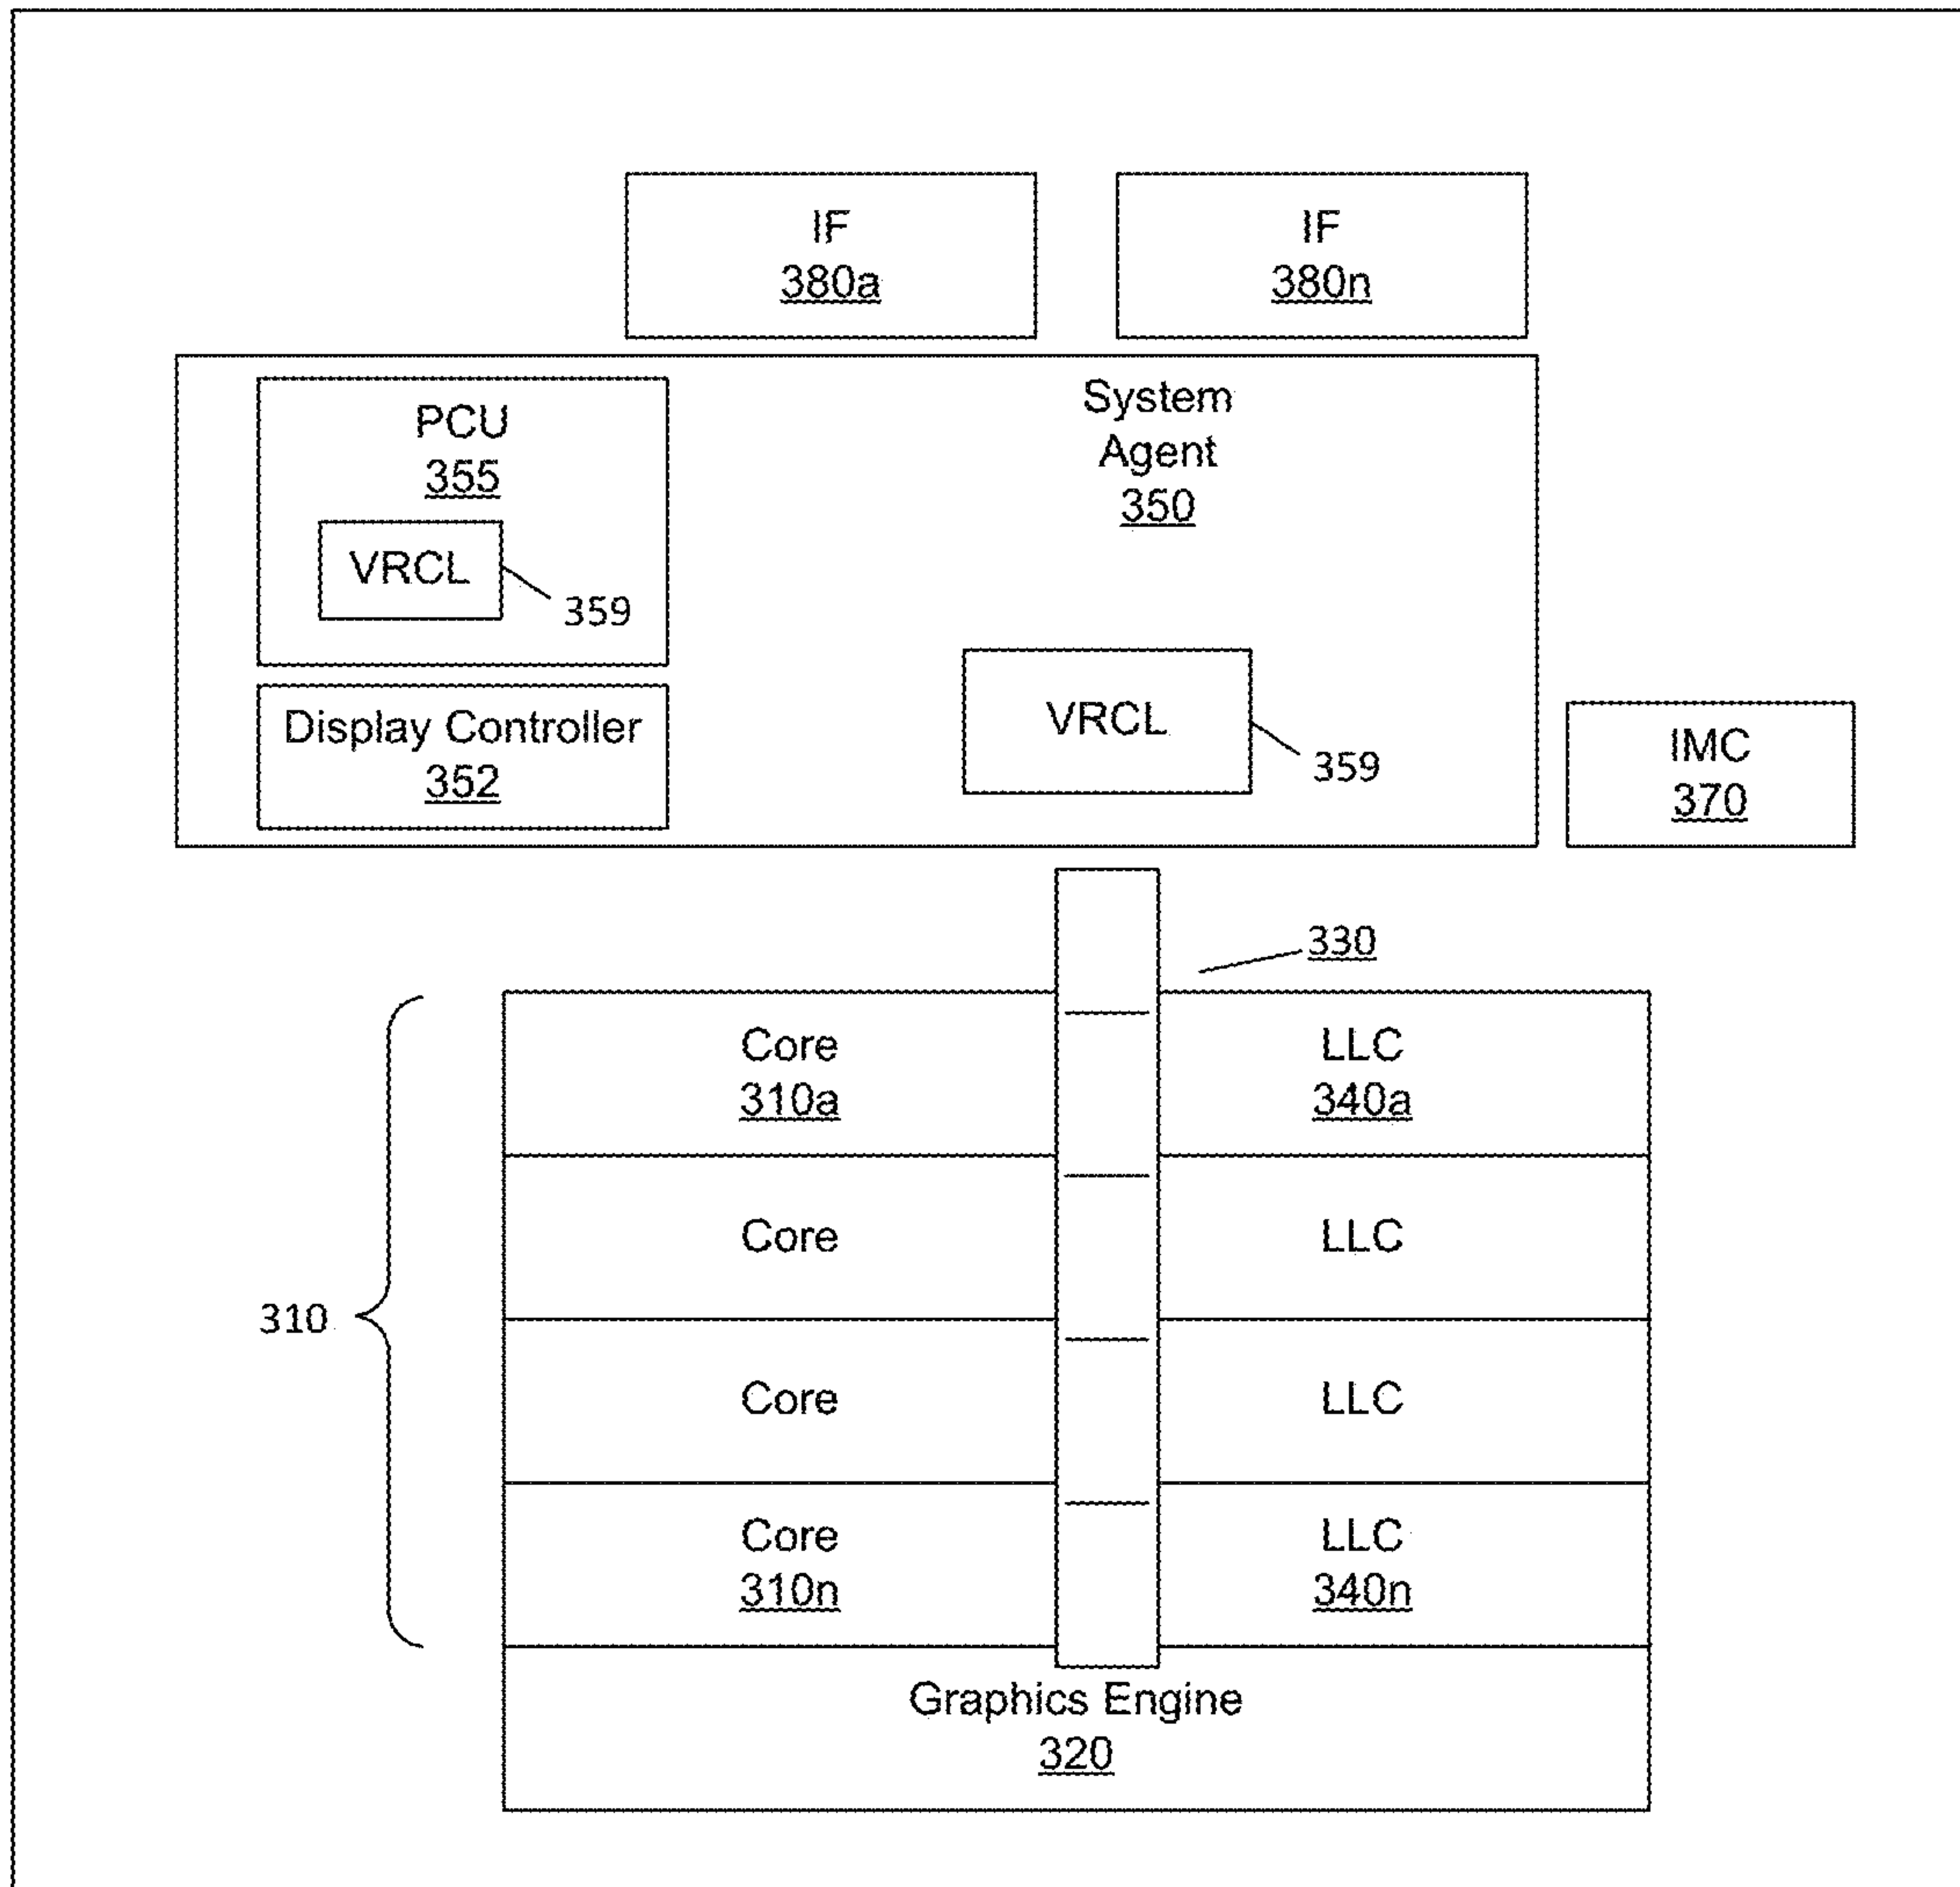 IF
380a
IF
380n
PCU
355
VRCL
359
System
Agent
350
Display Controller
352
VRCL
359
IMC
370
330
310
Core
310a
LLC
340a
Core
LLC
Core
LLC
Core
310n
LLC
340n
Graphics Engine
320